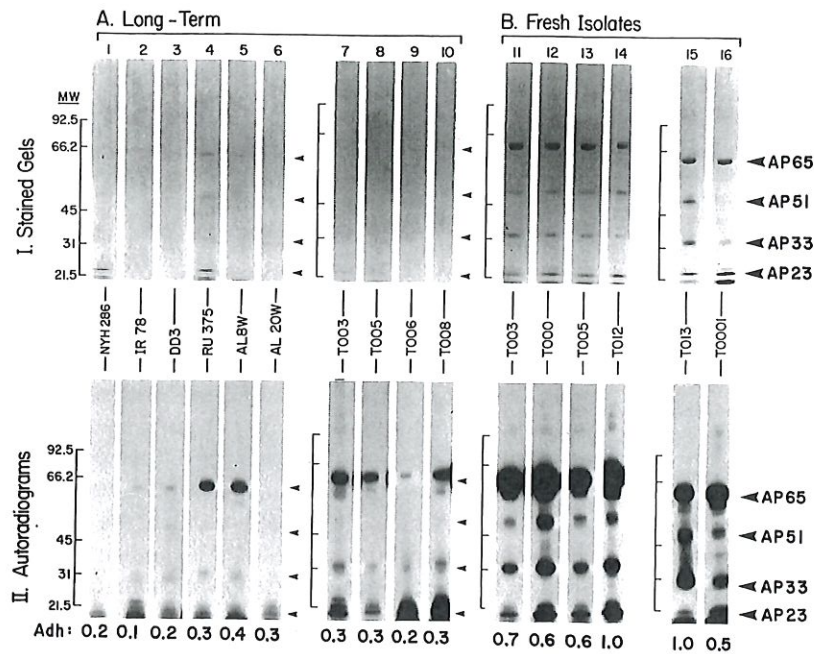 A. Long-Term
B. Fresh Isolates
1 2 3 4 5 6 7 8 9 10 11 12 13 14 15 16
I. Stained Gels
MW
92.5
66.2
45
31
21.5
AP65
AP51
AP33
AP23
NYH286
IR 78
DD3
RU 375
AL8W
AL 20W
T003
T005
T006
T008
T003
T000
T005
T012
T013
T0001
II. Autoradiograms
92.5
66.2
45
31
21.5
AP65
AP51
AP33
AP23
Adh: 0.2 0.1 0.2 0.3 0.4 0.3 0.3 0.3 0.2 0.3 0.7 0.6 0.6 1.0 1.0 0.5